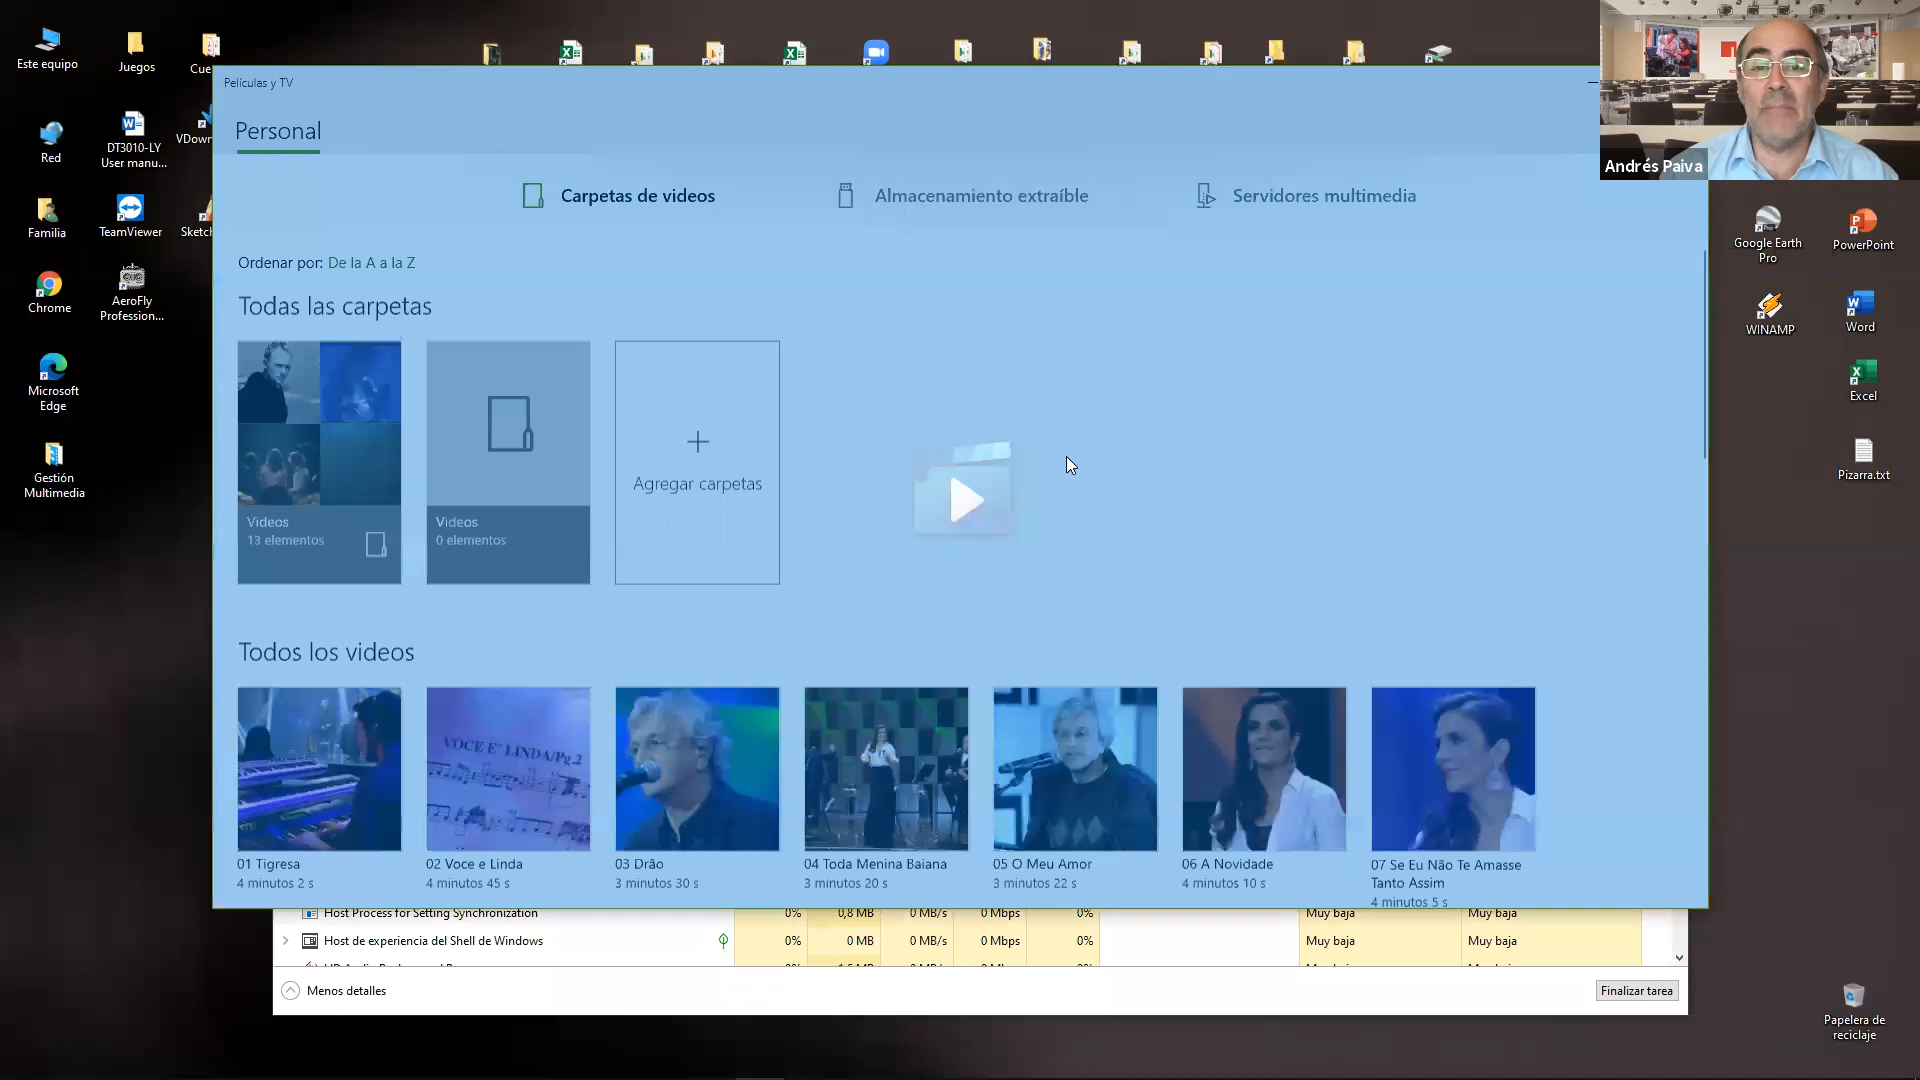 Este equipo
Juegos
Cue
Red
DT3010-LY
User manu...
VDown
Familia
TeamViewer
Sketch
Chrome
AeroFly
Profession...
Microsoft
Edge
Gestión
Multimedia
Películas y TV
Personal
Carpetas de videos
Almacenamiento extraíble
Servidores multimedia
Ordenar por: De la A a la Z
Todas las carpetas
Videos
13 elementos
Videos
0 elementos
Agregar carpetas
Todos los videos
VOCE E' LINDA/Pg.2
01 Tigresa
4 minutos 2 s
02 Voce e Linda
4 minutos 45 s
03 Drão
3 minutos 30 s
04 Toda Menina Baiana
3 minutos 20 s
05 O Meu Amor
3 minutos 22 s
06 A Novidade
4 minutos 10 s
07 Se Eu Não Te Amasse
Tanto Assim
4 minutos 5 s
Host Process for Setting Synchronization 0% 0,8 MB 0 MB/s 0 Mbps 0% Muy baja Muy baja
Host de experiencia del Shell de Windows 0% 0 MB 0 MB/s 0 Mbps 0% Muy baja Muy baja
Menos detalles
Finalizar tarea
Andrés Paiva
Google Earth
Pro
PowerPoint
WINAMP
Word
Excel
Pizarra.txt
Papelera de
reciclaje